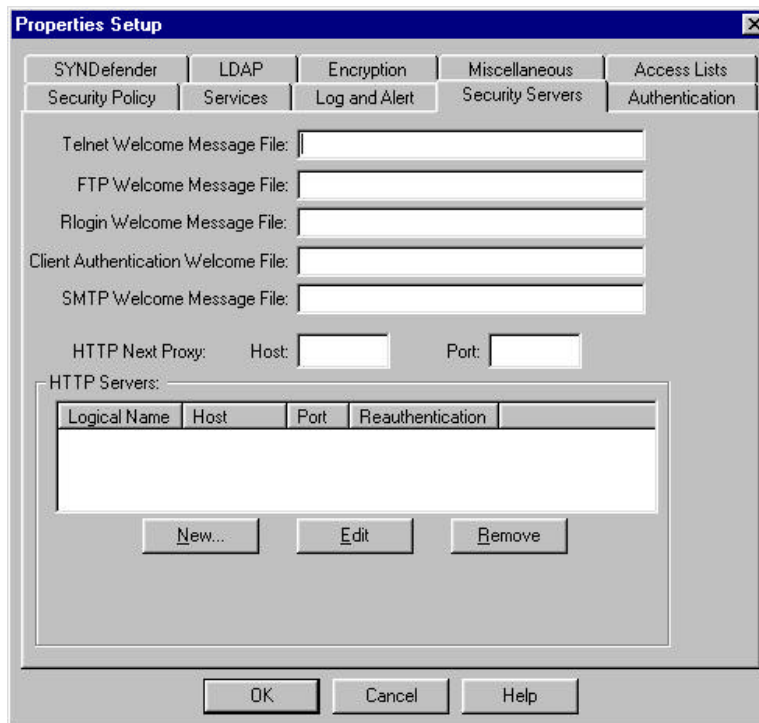 Properties Setup
SYNDefender LDAP Encryption Miscellaneous Access Lists
Security Policy Services Log and Alert Security Servers Authentication
Telnet Welcome Message File:
FTP Welcome Message File:
Rlogin Welcome Message File:
Client Authentication Welcome File:
SMTP Welcome Message File:
HTTP Next Proxy: Host: Port:
HTTP Servers:
Logical Name Host Port Reauthentication
New... Edit Remove
OK Cancel Help